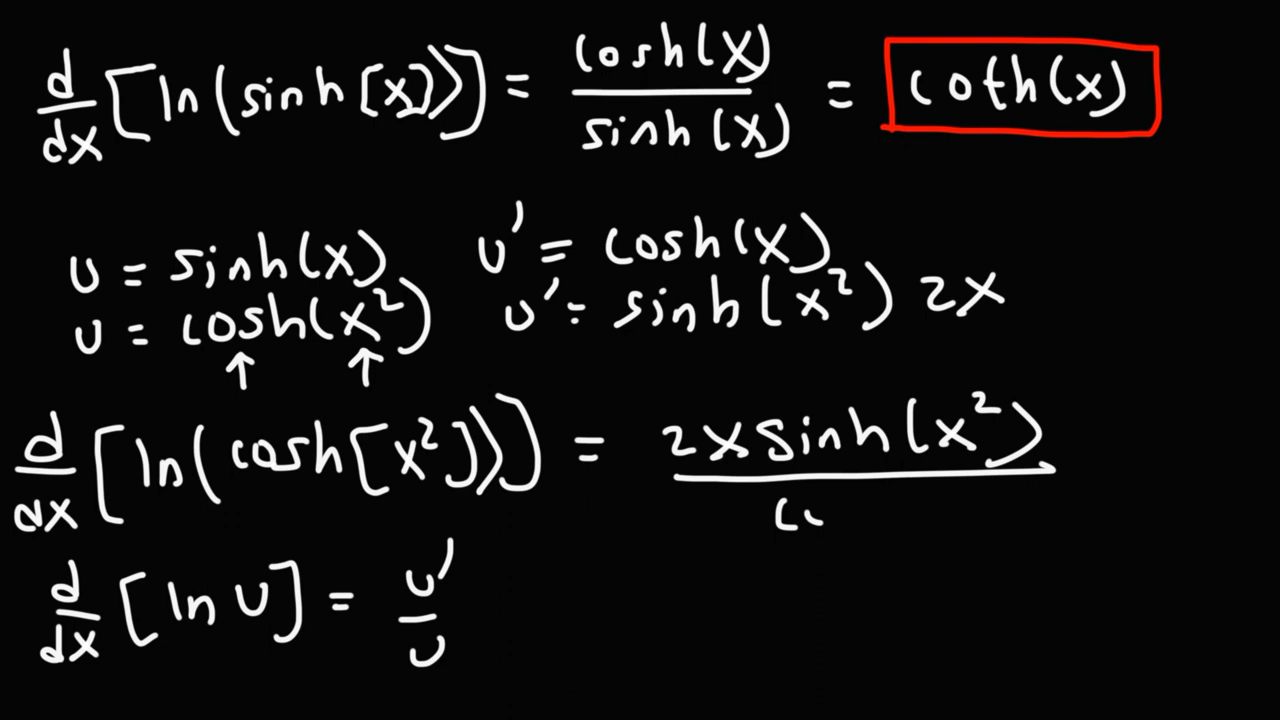 d/dx [ln(sinh[x])] = cosh(x)/sinh(x) = coth(x)
u = sinh(x) u' = cosh(x)
u = cosh(x²) u' = sinh(x²) 2x
↑ ↑
d/dx [ln(cosh[x²])] = 2x sinh(x²)/co
d/dx [ln u] = u'/u